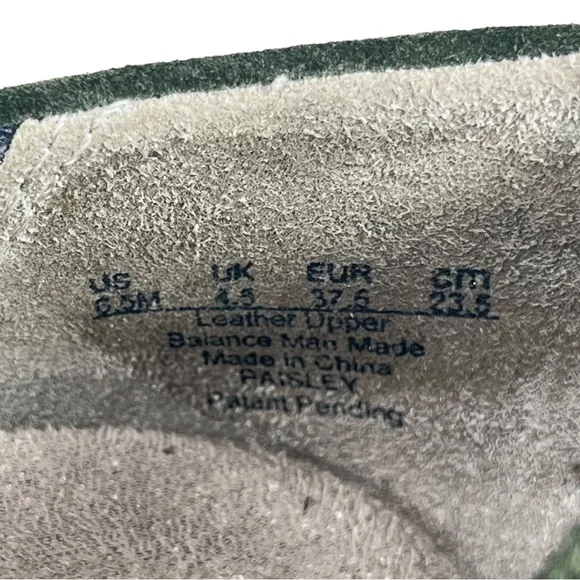 US UK EUR cm
6.5M 4.5 37.5 23.5
Leather Upper
Balance Man Made
Made in China
PAISLEY
Patent Pending